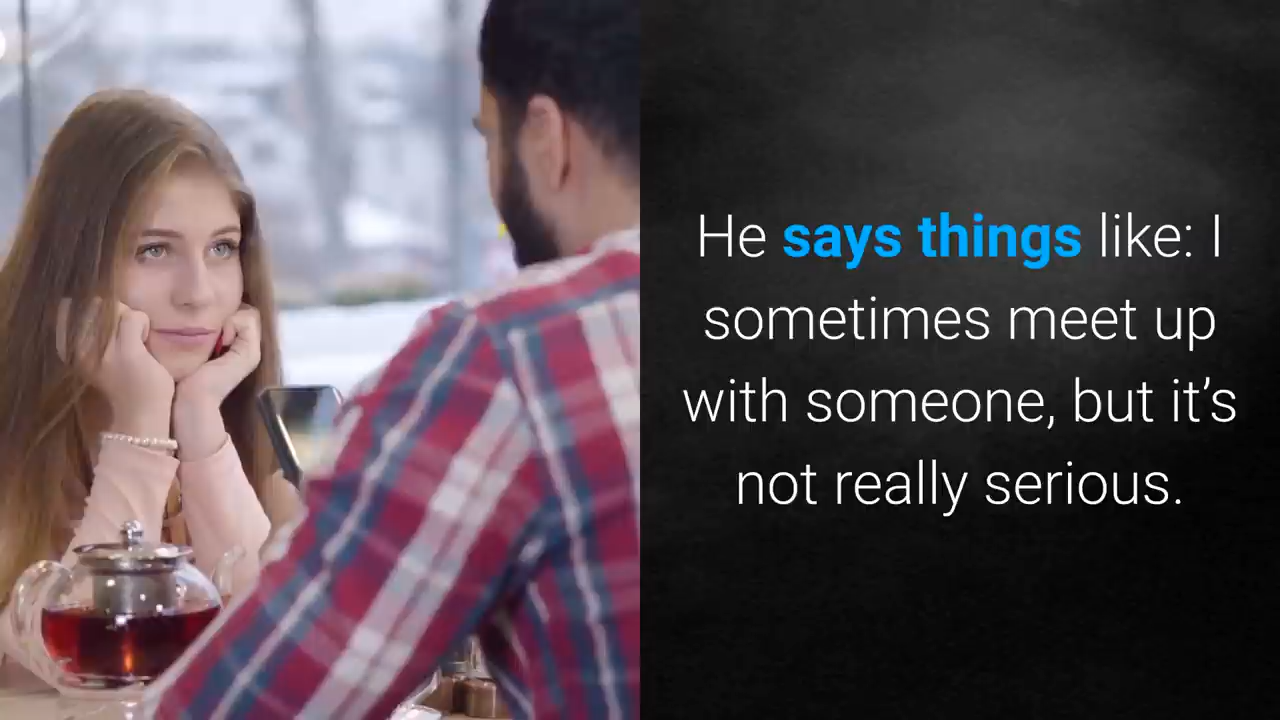 He says things like: I
sometimes meet up
with someone, but it’s
not really serious.